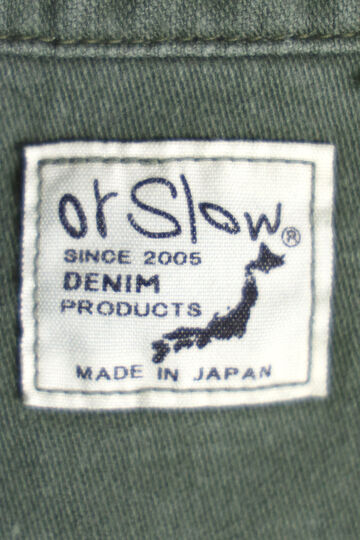 orSlow®
SINCE 2005
DENIM
PRODUCTS
MADE IN JAPAN